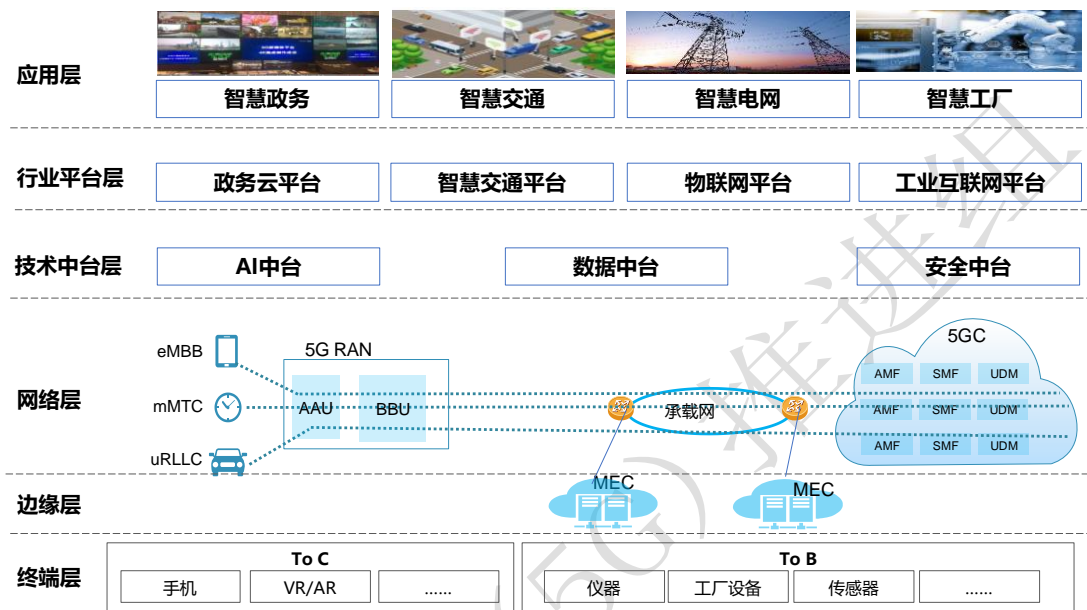 应用层
智慧政务 智慧交通 智慧电网 智慧工厂
行业平台层 政务云平台 智慧交通平台 物联网平台 工业互联网平台
技术中台层 AI中台 数据中台 安全中台
网络层
eMBB
mMTC
uRLLC
5G RAN
AAU BBU
承载网
5GC
AMF SMF UDM
AMF SMF UDM
AMF SMF UDM
边缘层
MEC MEC
终端层
To C
手机 VR/AR ......
To B
仪器 工厂设备 传感器 ......
(5G)推进组